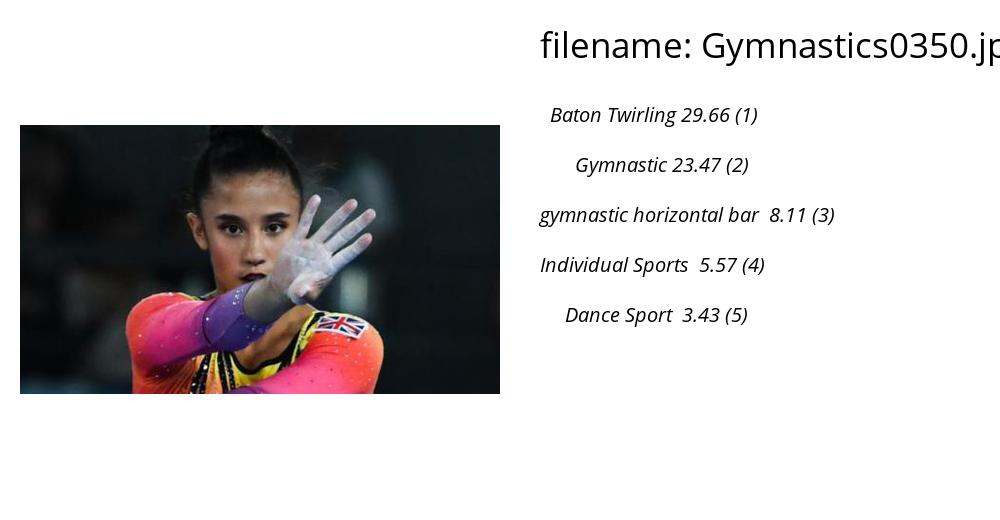 filename: Gymnastics0350.jp
Baton Twirling 29.66 (1)
Gymnastic 23.47 (2)
gymnastic horizontal bar 8.11 (3)
Individual Sports 5.57 (4)
Dance Sport 3.43 (5)